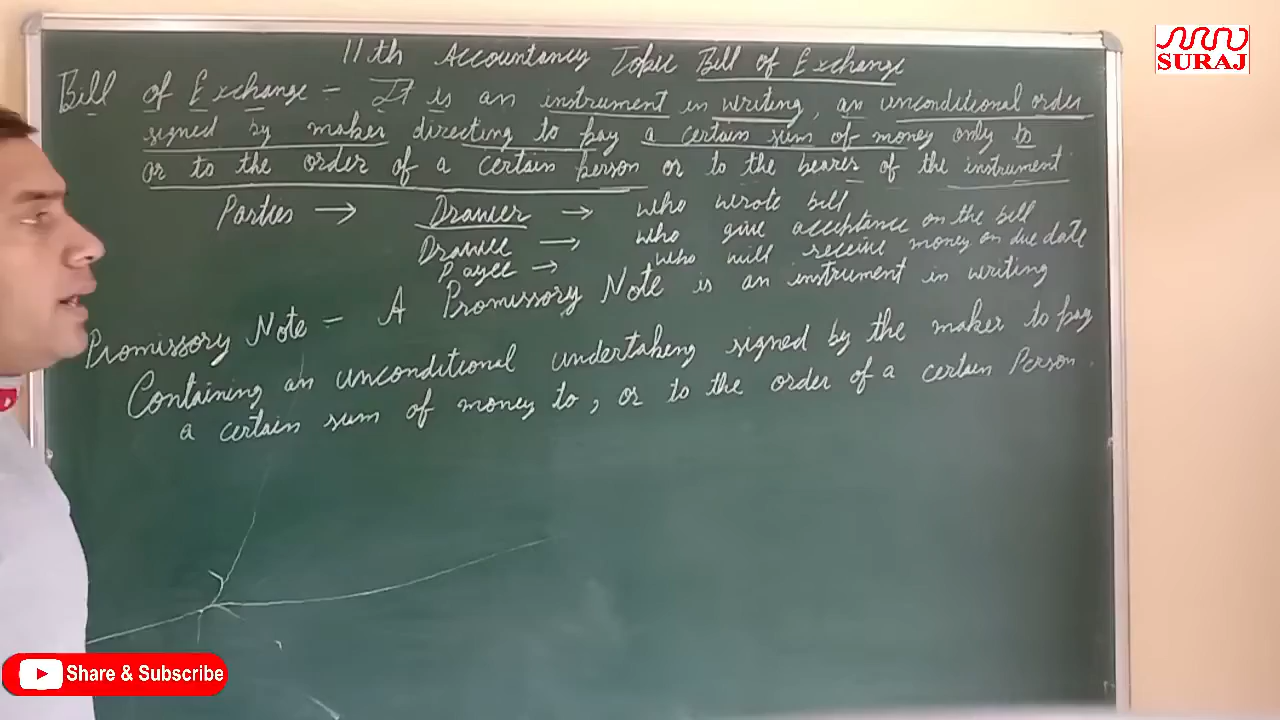 11th Accountancy Topic Bill of Exchange
SURAJ
Bill of Exchange - It is an instrument in writing, an unconditional order
signed by maker directing to pay a certain sum of money only to
or to the order of a certain person or to the bearer of the instrument
Parties → Drawer → who wrote bill
Drawee → who give acceptance on the bill
Payee → who will receive money on due date
Promissory Note - A Promissory Note is an instrument in writing
Containing an unconditional undertaking signed by the maker to pay
a certain sum of money to, or to the order of a certain Person.
Share & Subscribe